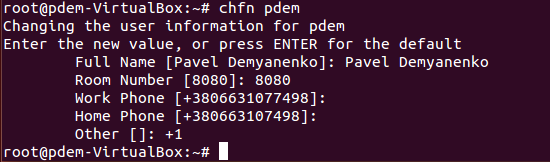 root@pdem-VirtualBox:~# chfn pdem
Changing the user information for pdem
Enter the new value, or press ENTER for the default
        Full Name [Pavel Demyanenko]: Pavel Demyanenko
        Room Number [8080]: 8080
        Work Phone [+3806631077498]:
        Home Phone [+380663107498]:
        Other []: +1
root@pdem-VirtualBox:~#